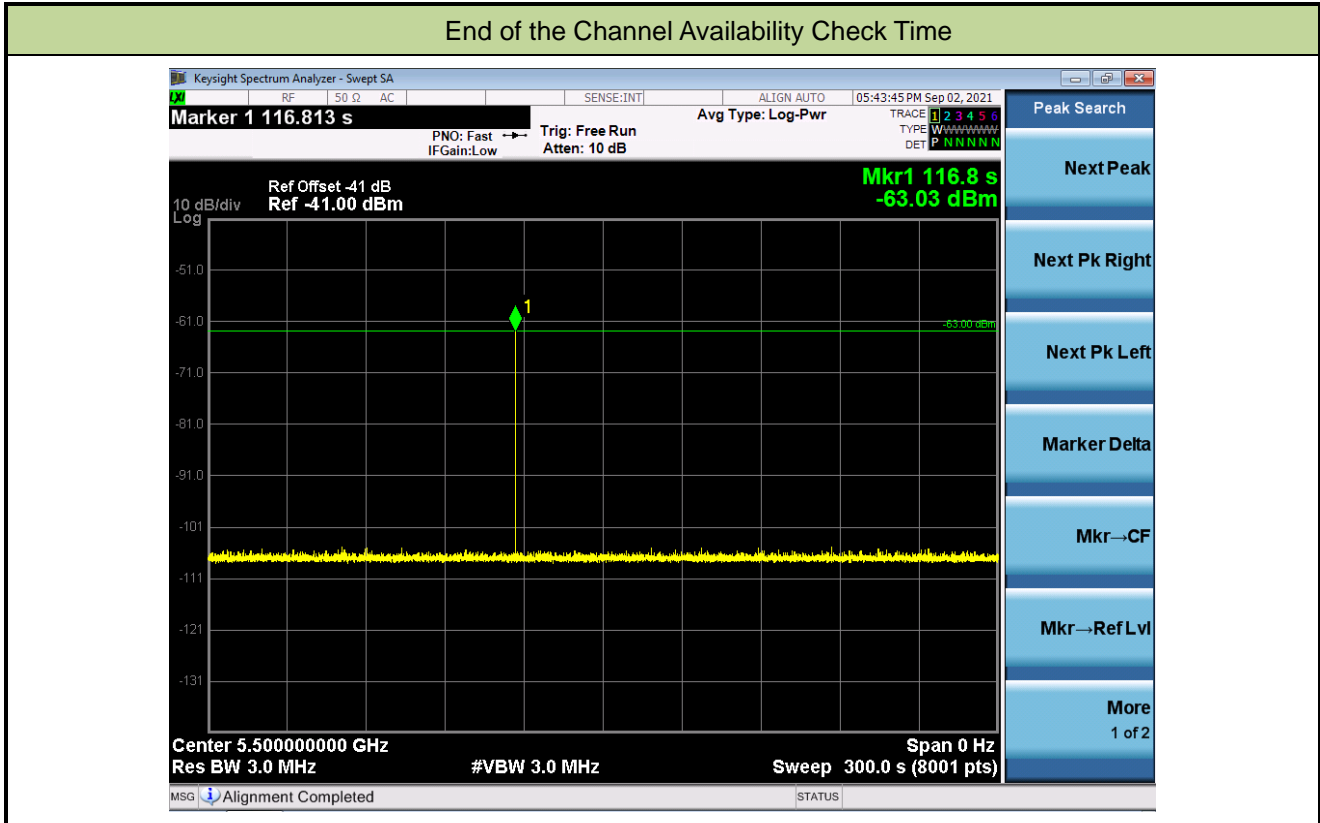 End of the Channel Availability Check Time
Keysight Spectrum Analyzer - Swept SA
LXI RF 50 Ω AC SENSE:INT ALIGN AUTO 05:43:45 PM Sep 02, 2021
Marker 1 116.813 s
PNO: Fast
IFGain:Low
Trig: Free Run
Atten: 10 dB
Avg Type: Log-Pwr
TRACE 1 2 3 4 5 6
TYPE WWWWWW
DET P N N N N N
Peak Search
Mkr1 116.8 s
-63.03 dBm
Ref Offset -41 dB
10 dB/div Ref -41.00 dBm
Log
-51.0
1
-61.0
-63.00 dBm
-71.0
-81.0
-91.0
-101
-111
-121
-131
Next Peak
Next Pk Right
Next Pk Left
Marker Delta
Mkr→CF
Mkr→Ref Lvl
More
1 of 2
Center 5.500000000 GHz Span 0 Hz
Res BW 3.0 MHz #VBW 3.0 MHz Sweep 300.0 s (8001 pts)
MSG Alignment Completed STATUS